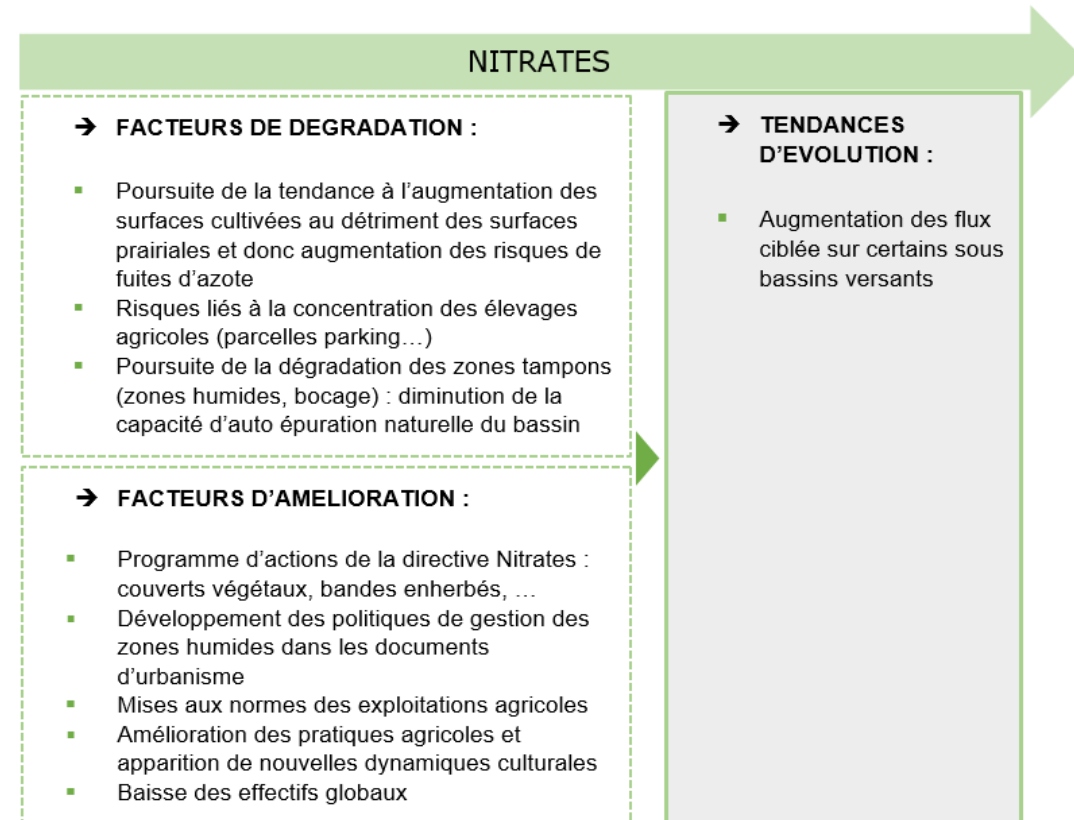 NITRATES
➔ FACTEURS DE DEGRADATION :
▪ Poursuite de la tendance à l’augmentation des
surfaces cultivées au détriment des surfaces
prairiales et donc augmentation des risques de
fuites d’azote
▪ Risques liés à la concentration des élevages
agricoles (parcelles parking…)
▪ Poursuite de la dégradation des zones tampons
(zones humides, bocage) : diminution de la
capacité d’auto épuration naturelle du bassin
➔ FACTEURS D’AMELIORATION :
▪ Programme d’actions de la directive Nitrates :
couverts végétaux, bandes enherbés, …
▪ Développement des politiques de gestion des
zones humides dans les documents
d’urbanisme
▪ Mises aux normes des exploitations agricoles
▪ Amélioration des pratiques agricoles et
apparition de nouvelles dynamiques culturales
▪ Baisse des effectifs globaux
➔ TENDANCES
D’EVOLUTION :
▪ Augmentation des flux
ciblée sur certains sous
bassins versants